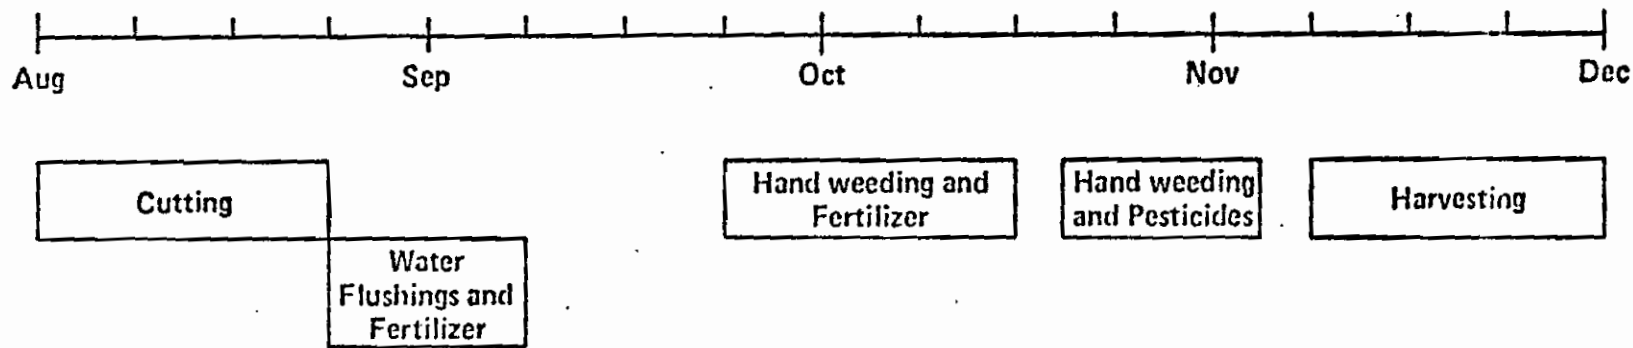 Aug Sep Oct Nov Dec
Cutting
Water
Flushings and
Fertilizer
Hand weeding and
Fertilizer
Hand weeding
and Pesticides
Harvesting